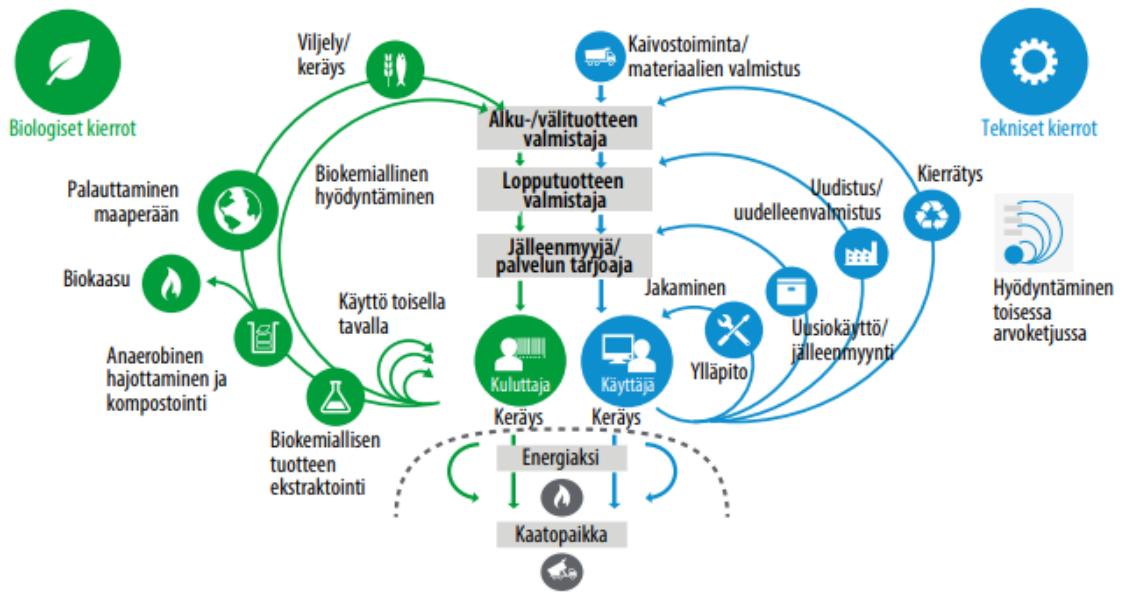 Biologiset kierrot
Viljely/
keräys
Kaivostoiminta/
materiaalien valmistus
Tekniset kierrot
Alku-/välituotteen
valmistaja
Lopputuotteen
valmistaja
Jälleenmyyjä/
palvelun tarjoaja
Palauttaminen
maaperään
Biokemiallinen
hyödyntäminen
Biokaasu
Käyttö toisella
tavalla
Anaerobinen
hajottaminen ja
kompostointi
Biokemiallisen
tuotteen
ekstraktointi
Kierrätys
Uudistus/
uudelleenvalmistus
Jakaminen
Uusiokäyttö/
jälleenmyynti
Ylläpito
Hyödyntäminen
toisessa
arvoketjussa
Kuluttaja
Käyttäjä
Keräys
Keräys
Energiaksi
Kaatopaikka